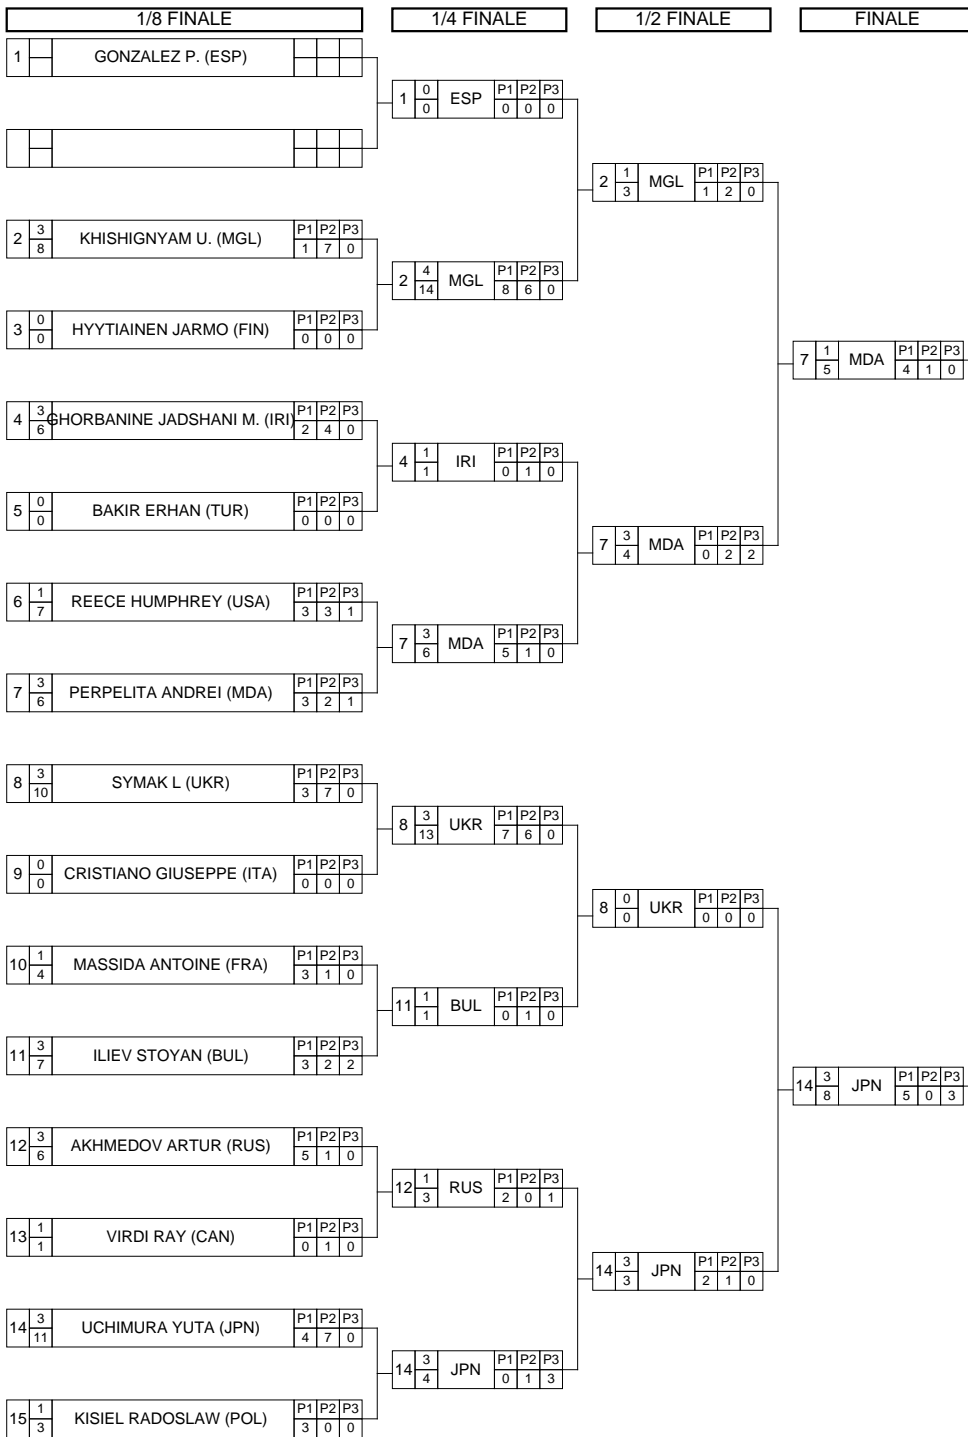 1/8 FINALE
1/4 FINALE
1/2 FINALE
FINALE
1 GONZALEZ P. (ESP)
2 3 8 KHISHIGNYAM U. (MGL) P1 P2 P3 1 7 0
3 0 0 HYYTIAINEN JARMO (FIN) P1 P2 P3 0 0 0
4 3 6 GHORBANINE JADSHANI M. (IRI) P1 P2 P3 2 4 0
5 0 0 BAKIR ERHAN (TUR) P1 P2 P3 0 0 0
6 1 7 REECE HUMPHREY (USA) P1 P2 P3 3 3 1
7 3 6 PERPELITA ANDREI (MDA) P1 P2 P3 3 2 1
8 3 10 SYMAK L (UKR) P1 P2 P3 3 7 0
9 0 0 CRISTIANO GIUSEPPE (ITA) P1 P2 P3 0 0 0
10 1 4 MASSIDA ANTOINE (FRA) P1 P2 P3 3 1 0
11 3 7 ILIEV STOYAN (BUL) P1 P2 P3 3 2 2
12 3 6 AKHMEDOV ARTUR (RUS) P1 P2 P3 5 1 0
13 1 1 VIRDI RAY (CAN) P1 P2 P3 0 1 0
14 3 11 UCHIMURA YUTA (JPN) P1 P2 P3 4 7 0
15 1 3 KISIEL RADOSLAW (POL) P1 P2 P3 3 0 0
1 0 0 ESP P1 P2 P3 0 0 0
2 4 14 MGL P1 P2 P3 8 6 0
4 1 1 IRI P1 P2 P3 0 1 0
7 3 6 MDA P1 P2 P3 5 1 0
8 3 13 UKR P1 P2 P3 7 6 0
11 1 1 BUL P1 P2 P3 0 1 0
12 1 3 RUS P1 P2 P3 2 0 1
14 3 4 JPN P1 P2 P3 0 1 3
2 1 3 MGL P1 P2 P3 1 2 0
7 3 4 MDA P1 P2 P3 0 2 2
8 0 0 UKR P1 P2 P3 0 0 0
14 3 3 JPN P1 P2 P3 2 1 0
7 1 5 MDA P1 P2 P3 4 1 0
14 3 8 JPN P1 P2 P3 5 0 3